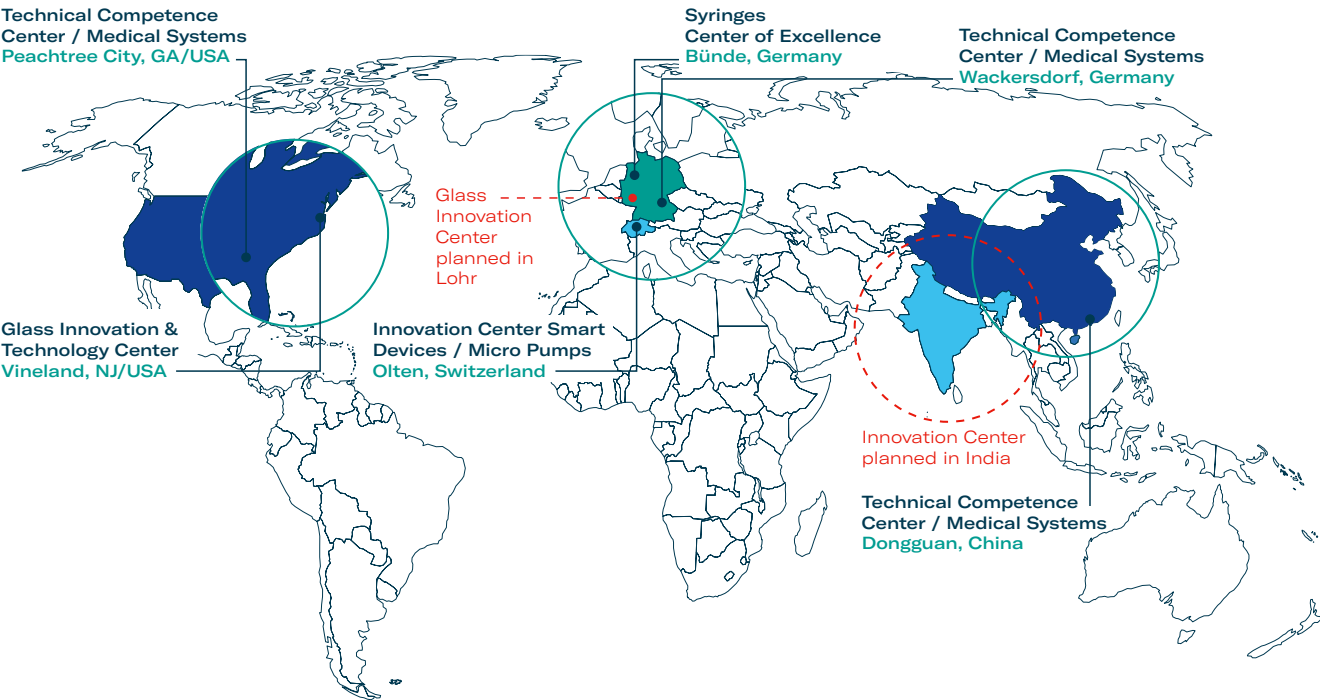 Technical Competence
Center / Medical Systems
Peachtree City, GA/USA
Syringes
Center of Excellence
Bünde, Germany
Technical Competence
Center / Medical Systems
Wackersdorf, Germany
Glass
Innovation
Center
planned in
Lohr
Glass Innovation &
Technology Center
Vineland, NJ/USA
Innovation Center Smart
Devices / Micro Pumps
Olten, Switzerland
Innovation Center
planned in India
Technical Competence
Center / Medical Systems
Dongguan, China